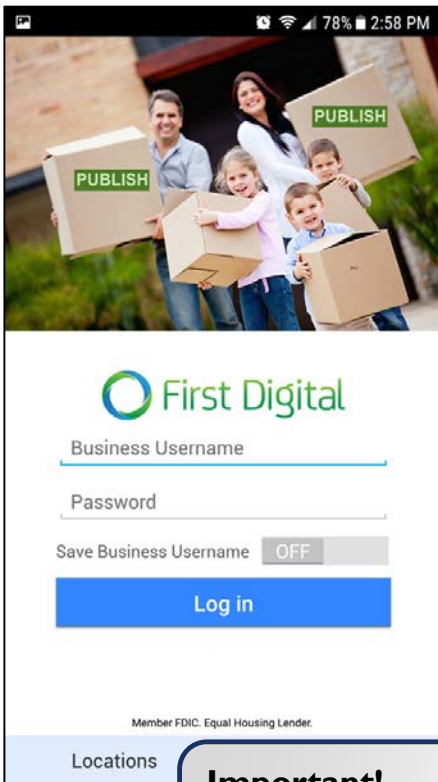 78% 2:58 PM
PUBLISH
PUBLISH
First Digital
Business Username
Password
Save Business Username OFF
Log in
Member FDIC. Equal Housing Lender.
Locations
Important!